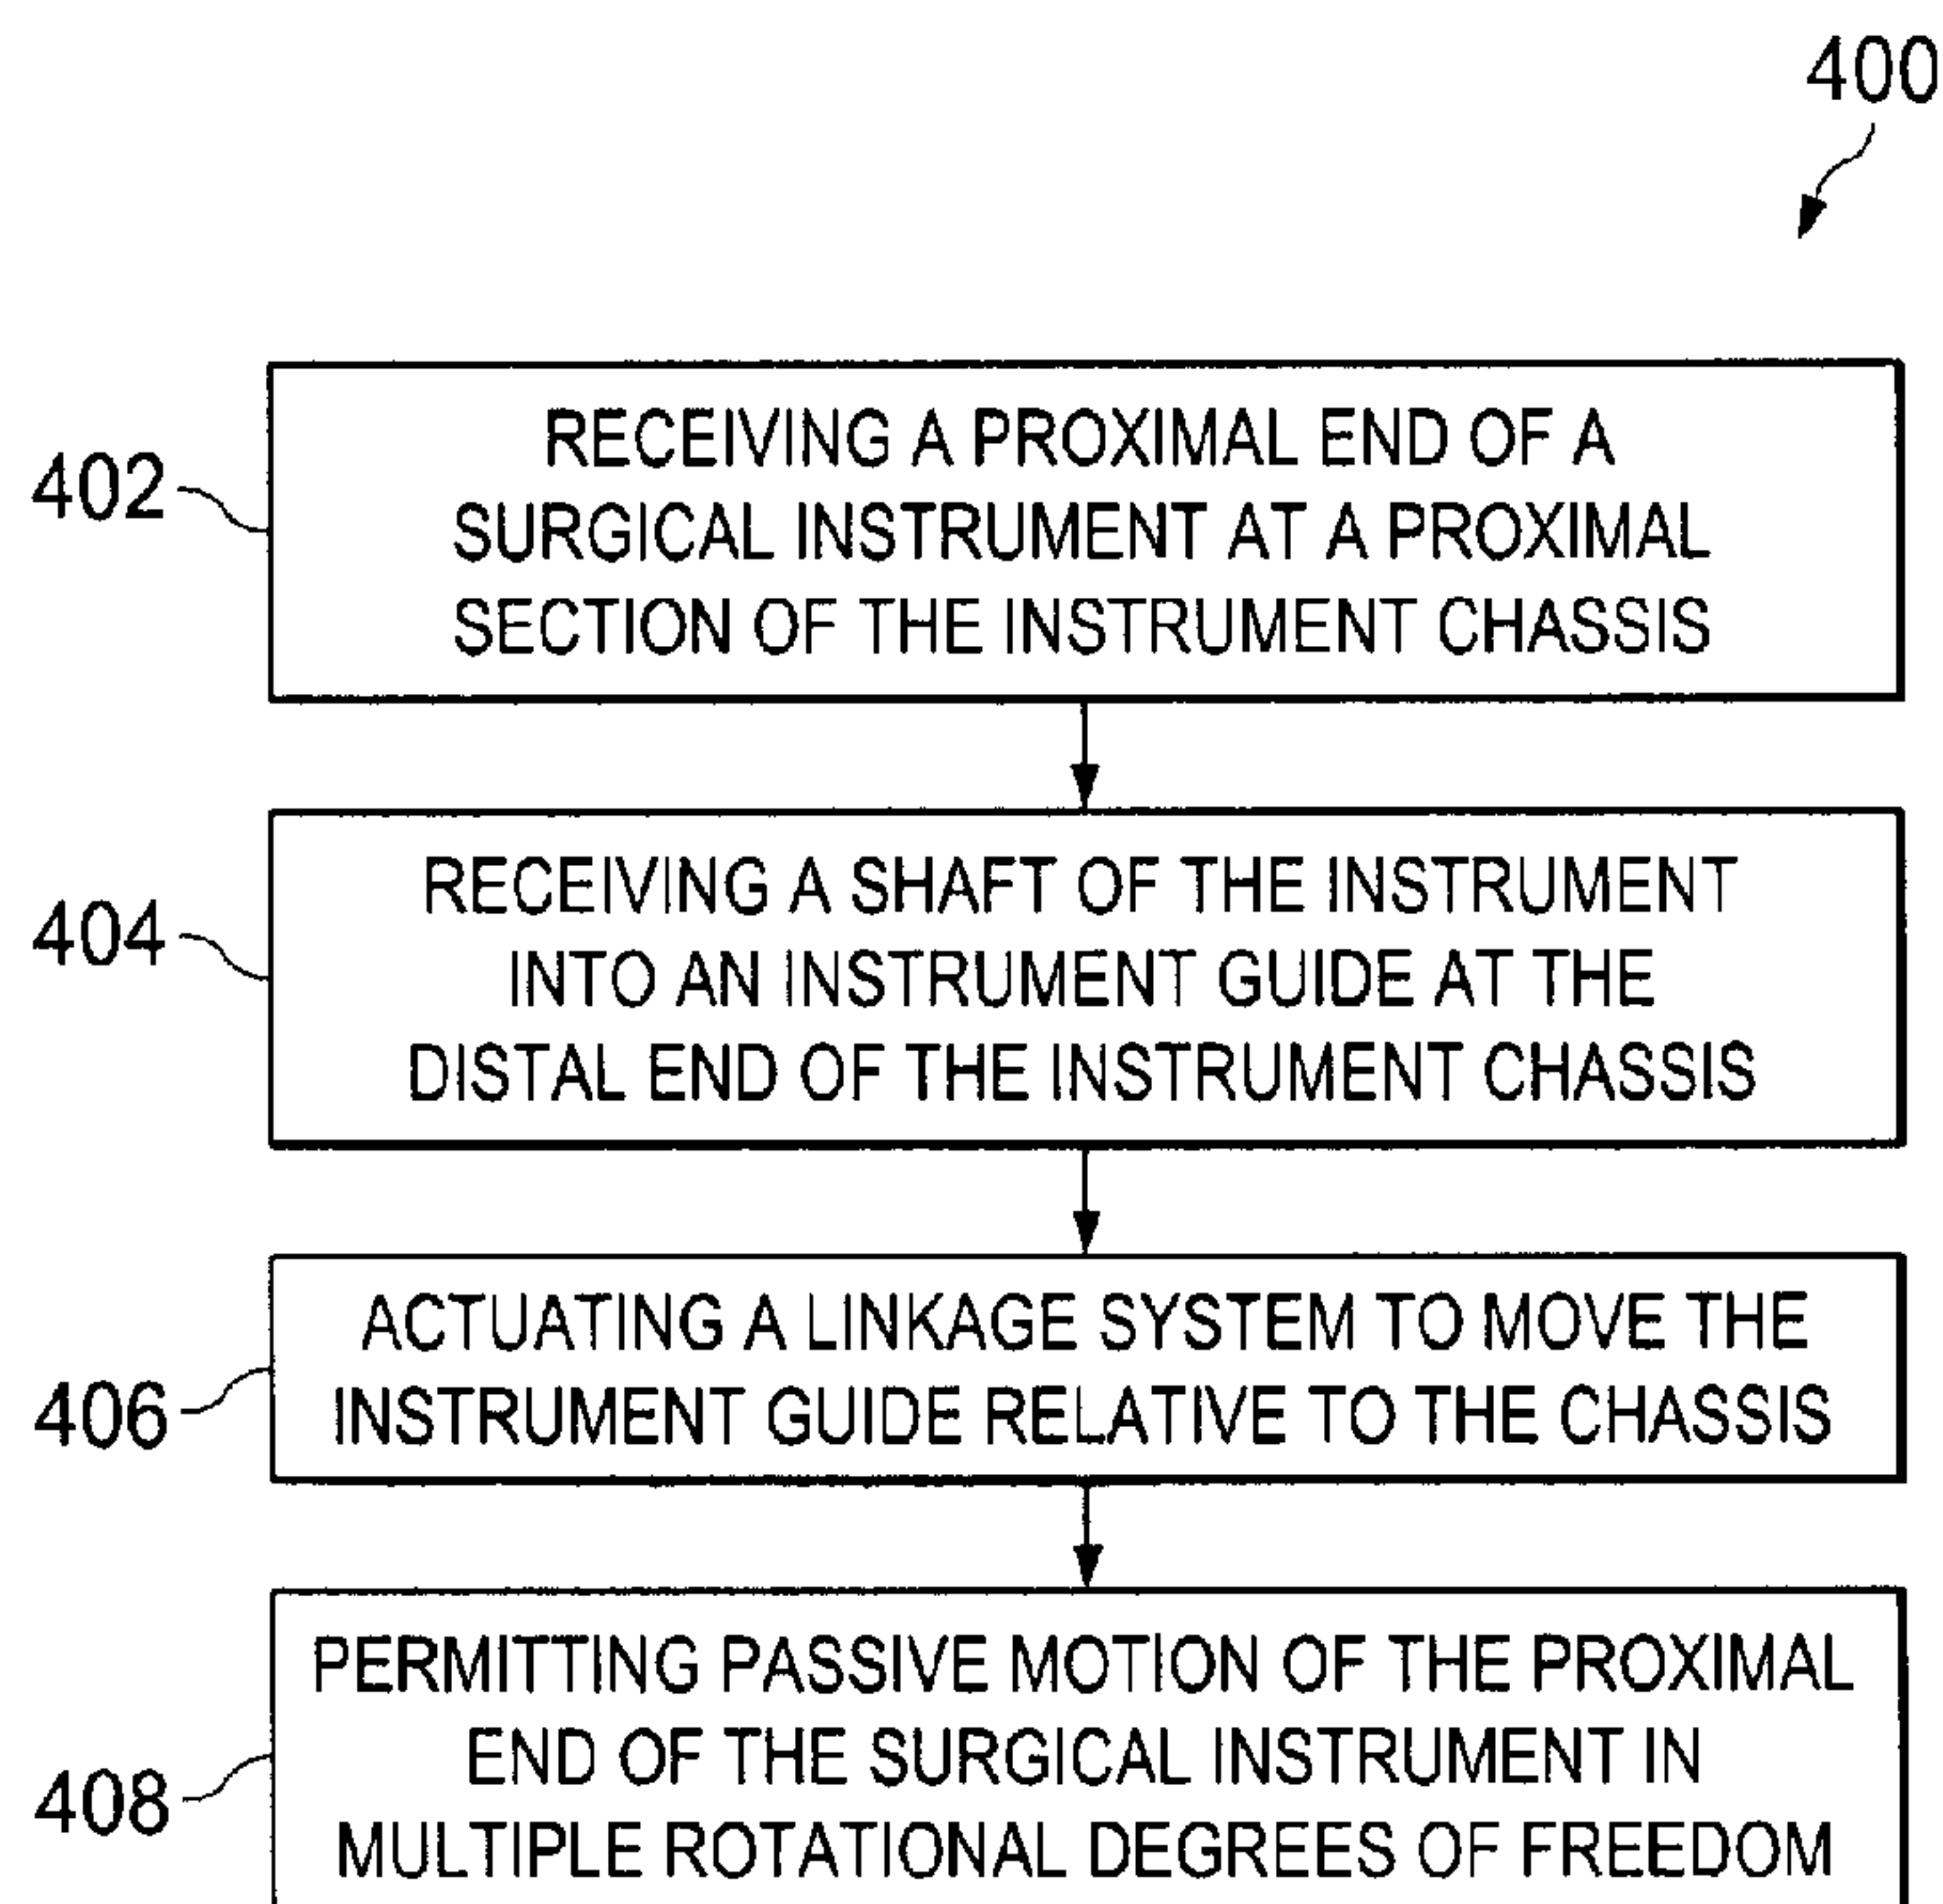 400
402
RECEIVING A PROXIMAL END OF A
SURGICAL INSTRUMENT AT A PROXIMAL
SECTION OF THE INSTRUMENT CHASSIS
404
RECEIVING A SHAFT OF THE INSTRUMENT
INTO AN INSTRUMENT GUIDE AT THE
DISTAL END OF THE INSTRUMENT CHASSIS
406
ACTUATING A LINKAGE SYSTEM TO MOVE THE
INSTRUMENT GUIDE RELATIVE TO THE CHASSIS
408
PERMITTING PASSIVE MOTION OF THE PROXIMAL
END OF THE SURGICAL INSTRUMENT IN
MULTIPLE ROTATIONAL DEGREES OF FREEDOM